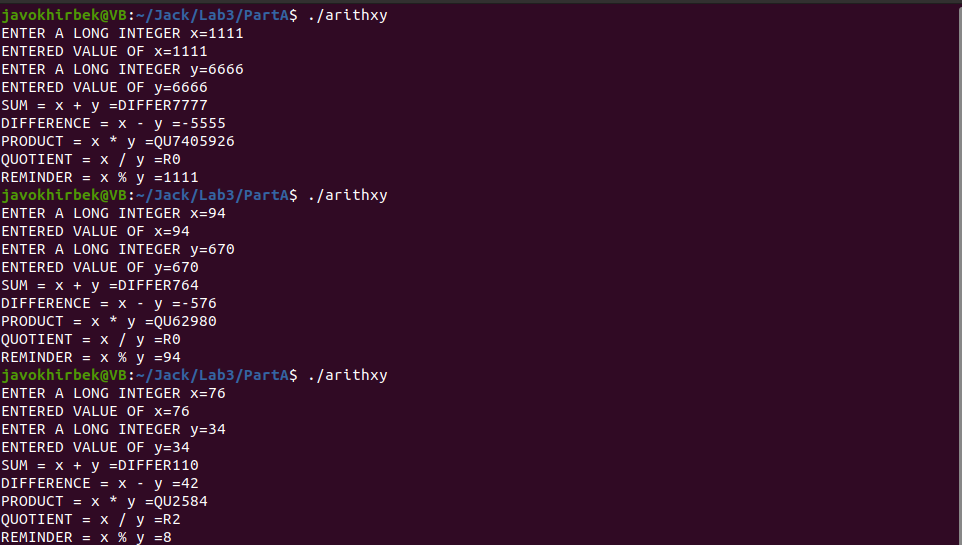 javokhirbek@VB:~/Jack/Lab3/PartA$ ./arithxy
ENTER A LONG INTEGER x=1111
ENTERED VALUE OF x=1111
ENTER A LONG INTEGER y=6666
ENTERED VALUE OF y=6666
SUM = x + y =DIFFER7777
DIFFERENCE = x - y =-5555
PRODUCT = x * y =QU7405926
QUOTIENT = x / y =R0
REMINDER = x % y =1111
javokhirbek@VB:~/Jack/Lab3/PartA$ ./arithxy
ENTER A LONG INTEGER x=94
ENTERED VALUE OF x=94
ENTER A LONG INTEGER y=670
ENTERED VALUE OF y=670
SUM = x + y =DIFFER764
DIFFERENCE = x - y =-576
PRODUCT = x * y =QU62980
QUOTIENT = x / y =R0
REMINDER = x % y =94
javokhirbek@VB:~/Jack/Lab3/PartA$ ./arithxy
ENTER A LONG INTEGER x=76
ENTERED VALUE OF x=76
ENTER A LONG INTEGER y=34
ENTERED VALUE OF y=34
SUM = x + y =DIFFER110
DIFFERENCE = x - y =42
PRODUCT = x * y =QU2584
QUOTIENT = x / y =R2
REMINDER = x % y =8